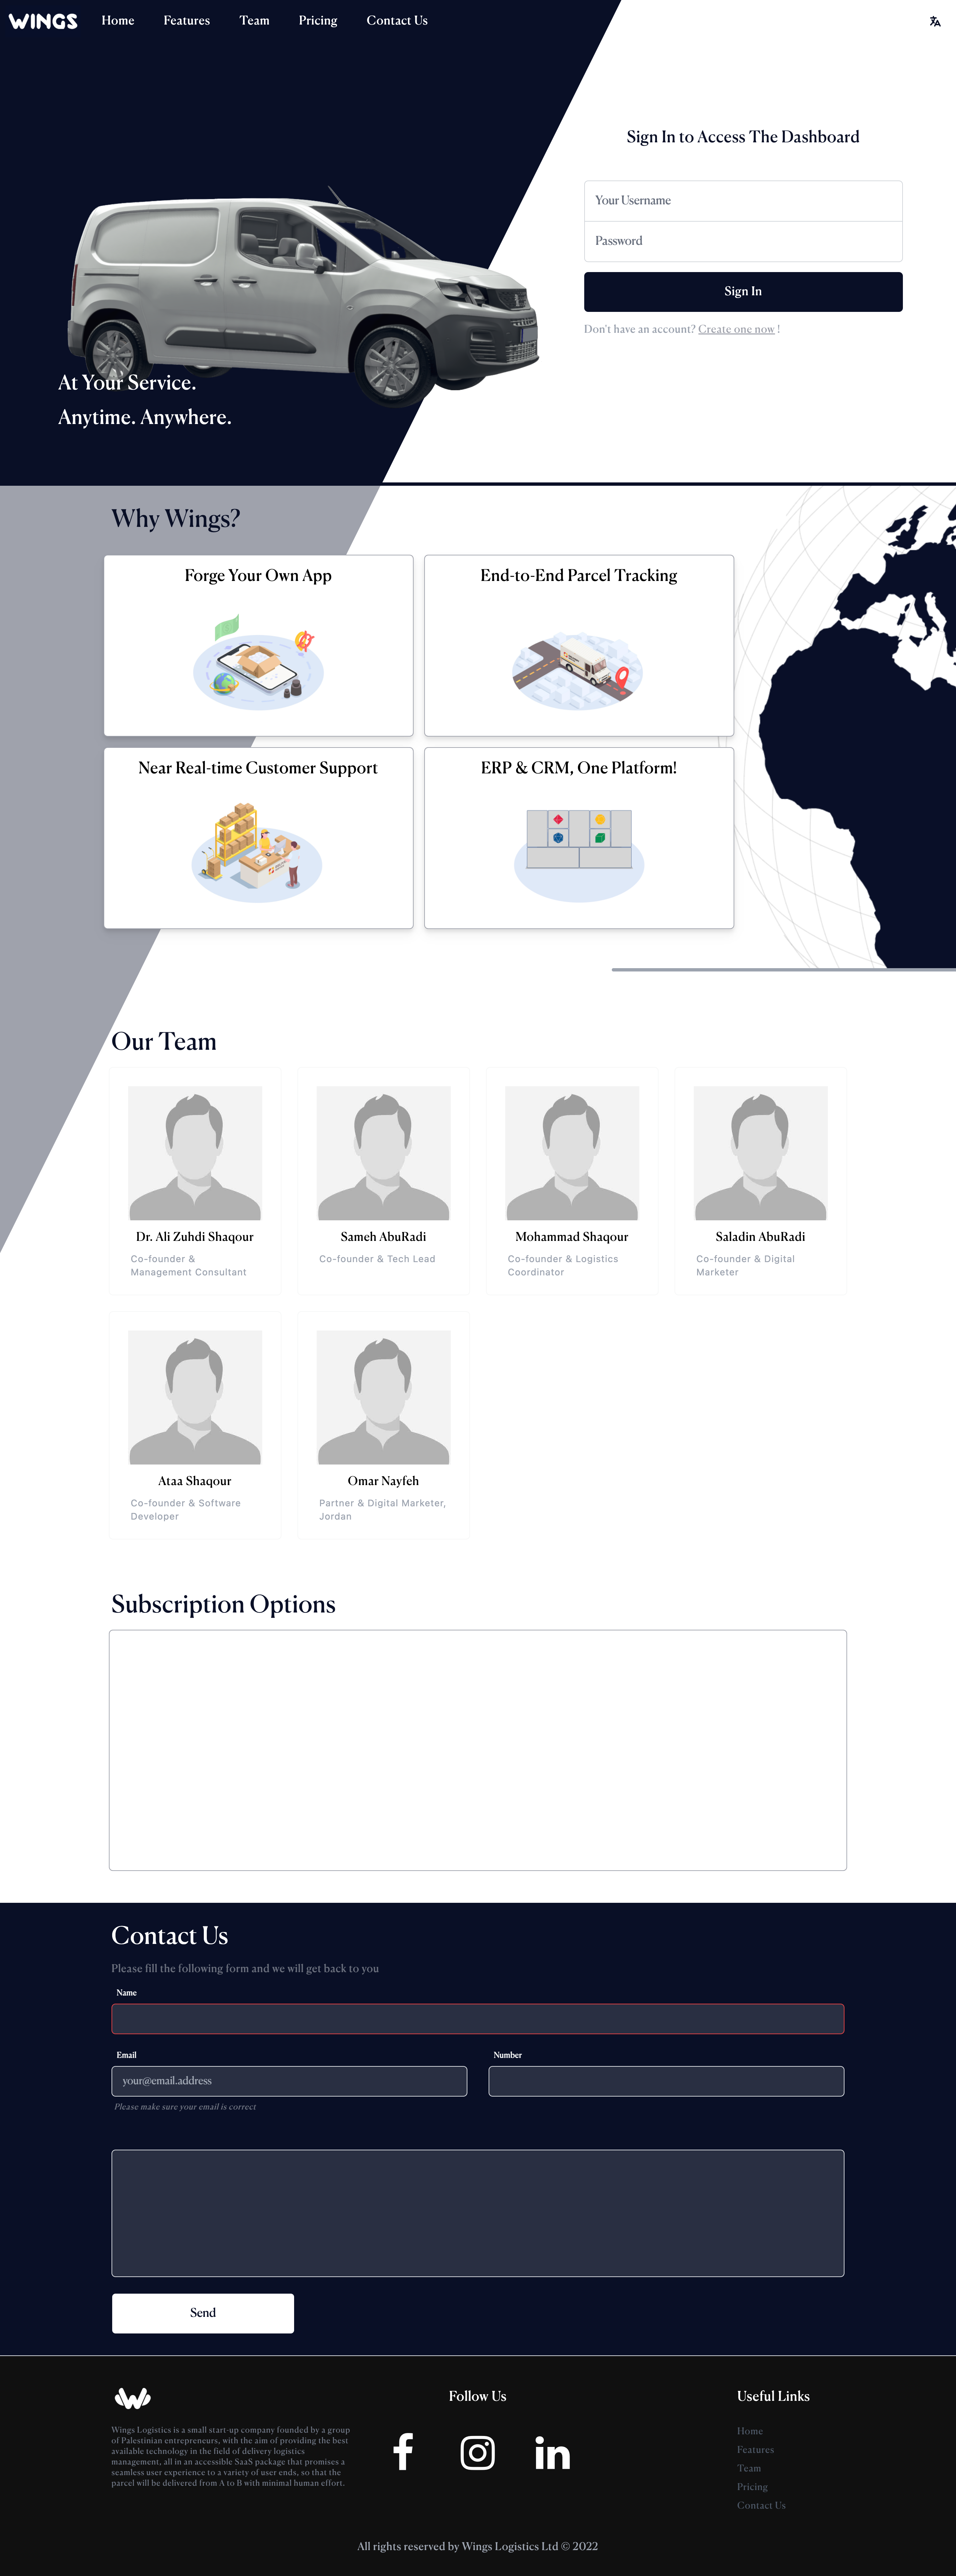 WINGS
Home
Features
Team
Pricing
Contact Us
Sign In to Access The Dashboard
Your Username
Password
Sign In
Don't have an account? Create one now !
At Your Service.
Anytime. Anywhere.
Why Wings?
Forge Your Own App
End-to-End Parcel Tracking
Near Real-time Customer Support
ERP & CRM, One Platform!
Our Team
Dr. Ali Zuhdi Shaqour
Co-founder &
Management Consultant
Sameh AbuRadi
Co-founder & Tech Lead
Mohammad Shaqour
Co-founder & Logistics
Coordinator
Saladin AbuRadi
Co-founder & Digital
Marketer
Ataa Shaqour
Co-founder & Software
Developer
Omar Nayfeh
Partner & Digital Marketer,
Jordan
Subscription Options
Contact Us
Please fill the following form and we will get back to you
Name
Email
Number
your@email.address
Please make sure your email is correct
Send
Wings Logistics is a small start-up company founded by a group
of Palestinian entrepreneurs, with the aim of providing the best
available technology in the field of delivery logistics
management, all in an accessible SaaS package that promises a
seamless user experience to a variety of user ends, so that the
parcel will be delivered from A to B with minimal human effort.
Follow Us
Useful Links
Home
Features
Team
Pricing
Contact Us
All rights reserved by Wings Logistics Ltd © 2022